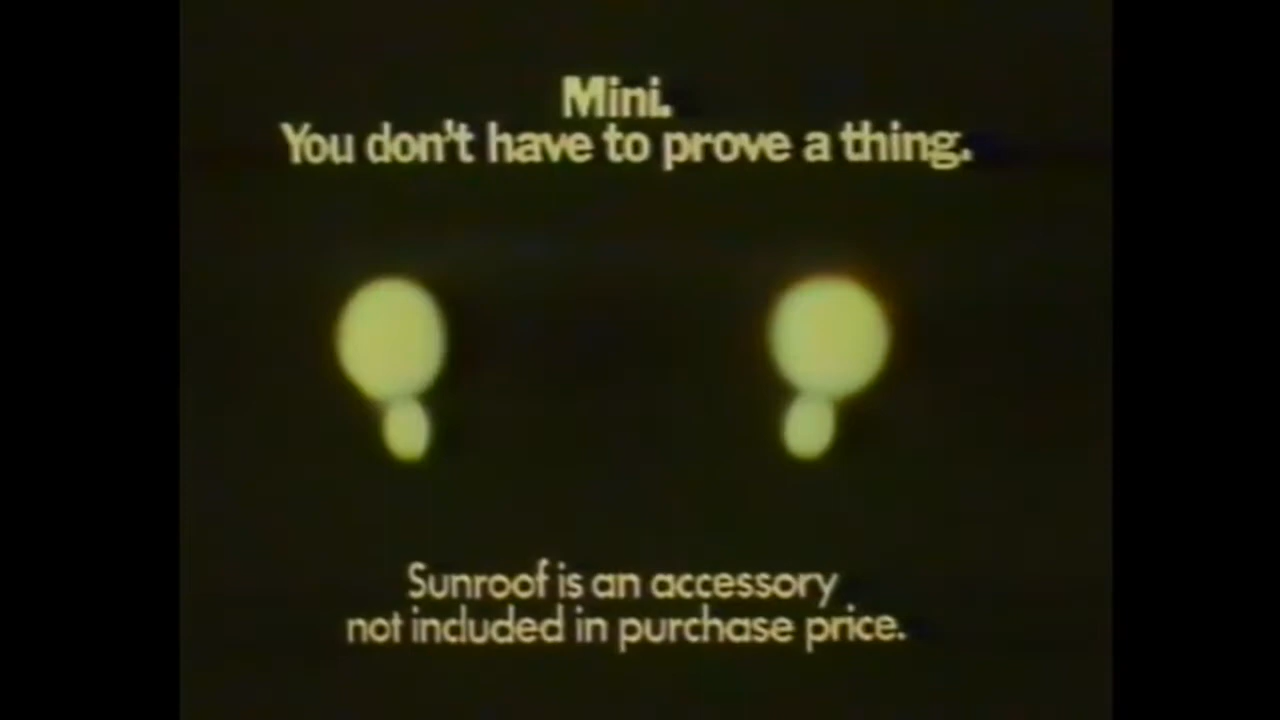 Mini.
You don't have to prove a thing.
Sunroof is an accessory
not included in purchase price.